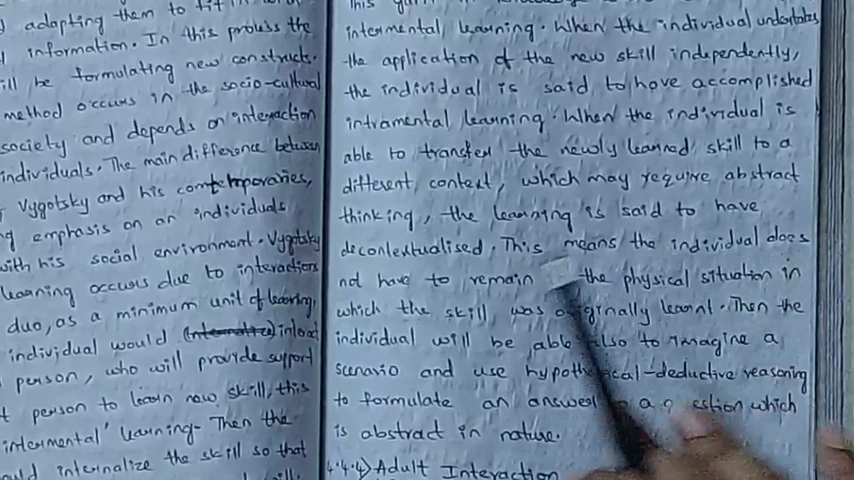 adapting them to fit in with
information. In this process the
ill be formulating new constructs.
method occurs in the socio-cultural
society and depends on interaction
individuals. The main difference between
Vygotsky and his contemporaries,
g emphasis on an individuals
with his social environment. Vygotsky
learning occurs due to interactions
duo, as a minimum unit of learning,
individual would interact
person, who will provide support
t person to learn new skill, this
intermental' learning. Then the
ould internalize the skill so that
This
intermental learning. When the individual undertakes
the application of the new skill independently,
the individual is said to have accomplished
intramental learning. When the individual is
able to transfer the newly learned skill to a
different context, which may require abstract
thinking, the learning is said to have
decontextualised. This means the individual does
not have to remain the physical situation in
which the skill was originally learnt. Then the
individual will be able also to imagine a
scenario and use hypothetical-deductive reasoning
to formulate an answer a question which
is abstract in nature.
4.4.4) Adult Interaction